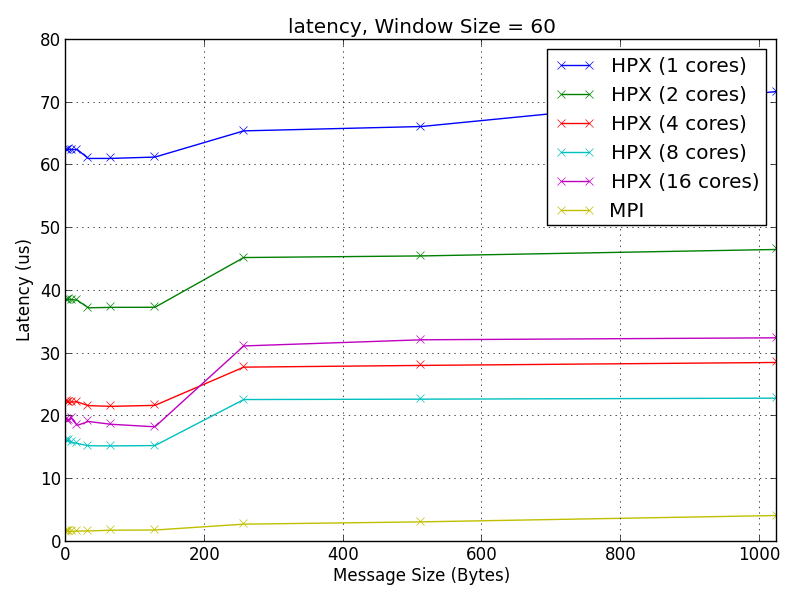 latency, Window Size = 60
80
70
60
50
40
30
20
10
0
Latency (us)
HPX (1 cores)
HPX (2 cores)
HPX (4 cores)
HPX (8 cores)
HPX (16 cores)
MPI
0 200 400 600 800 1000
Message Size (Bytes)